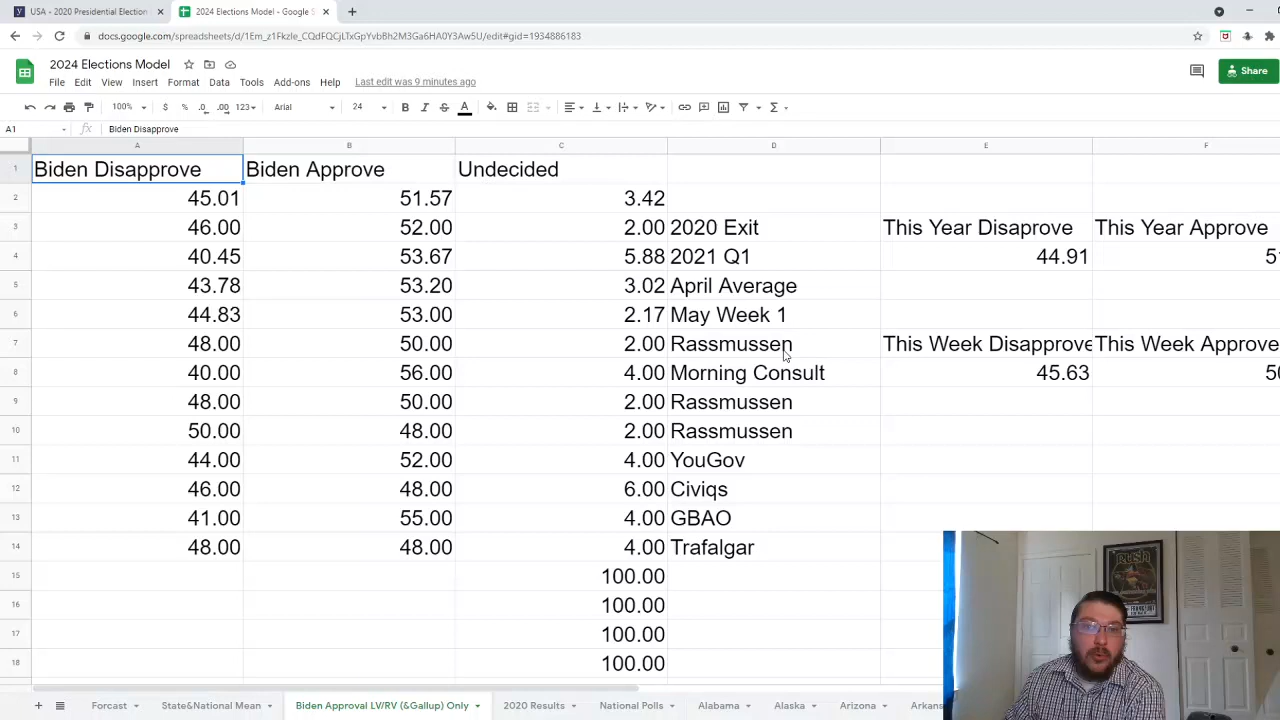 USA - 2020 Presidential Election
2024 Elections Model - Google S
docs.google.com/spreadsheets/d/
2024 Elections Model
File Edit View Insert Format Data Tools Add-ons Help Last edit was 9 minutes ago
Share
100% $ % .0 .00 123 Arial 24 B I S A
A1 fx Biden Disapprove
A B C D E F
1 Biden Disapprove Biden Approve Undecided
2 45.01 51.57 3.42
3 46.00 52.00 2.00 2020 Exit This Year Disaprove This Year Approve
4 40.45 53.67 5.88 2021 Q1 44.91 51
5 43.78 53.20 3.02 April Average
6 44.83 53.00 2.17 May Week 1
7 48.00 50.00 2.00 Rassmussen This Week Disapprove This Week Approve
8 40.00 56.00 4.00 Morning Consult 45.63 50
9 48.00 50.00 2.00 Rassmussen
10 50.00 48.00 2.00 Rassmussen
11 44.00 52.00 4.00 YouGov
12 46.00 48.00 6.00 Civiqs
13 41.00 55.00 4.00 GBAO
14 48.00 48.00 4.00 Trafalgar
15 100.00
16 100.00
17 100.00
18 100.00
Forcast State&National Mean Biden Approval LV/RV (&Gallup) Only 2020 Results National Polls Alabama Alaska Arizona Arkans